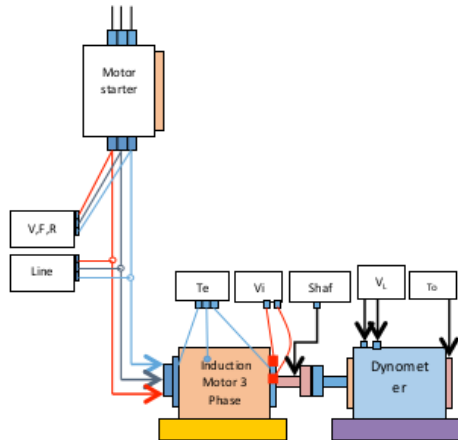 Motor
starter
V,F,R
Line
Te
Vi
Shaf
VL
To
Induction
Motor 3
Phase
Dynomet
er